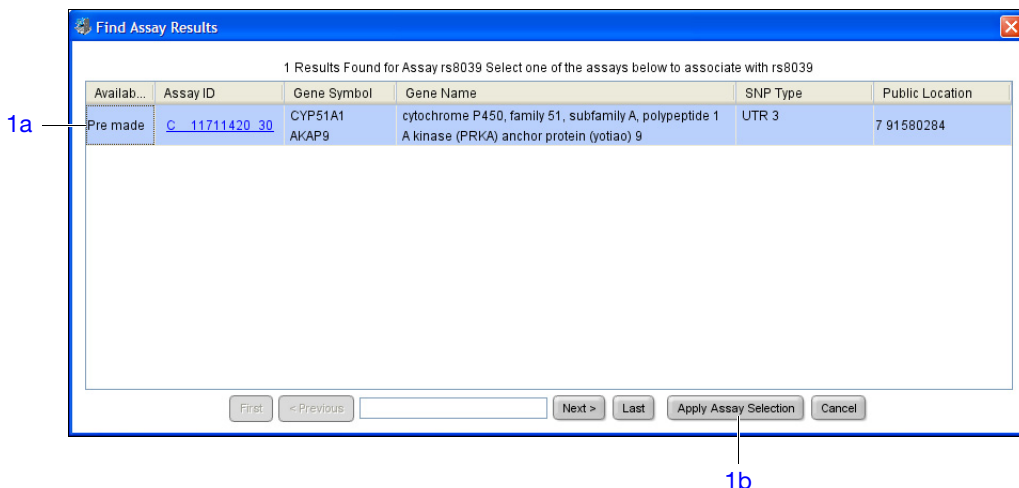 Find Assay Results
1 Results Found for Assay rs8039 Select one of the assays below to associate with rs8039
Availab... Assay ID Gene Symbol Gene Name SNP Type Public Location
1a Pre made C__11711420_30 CYP51A1 cytochrome P450, family 51, subfamily A, polypeptide 1 UTR 3 7 91580284
AKAP9 A kinase (PRKA) anchor protein (yotiao) 9
First < Previous Next > Last Apply Assay Selection Cancel
1b